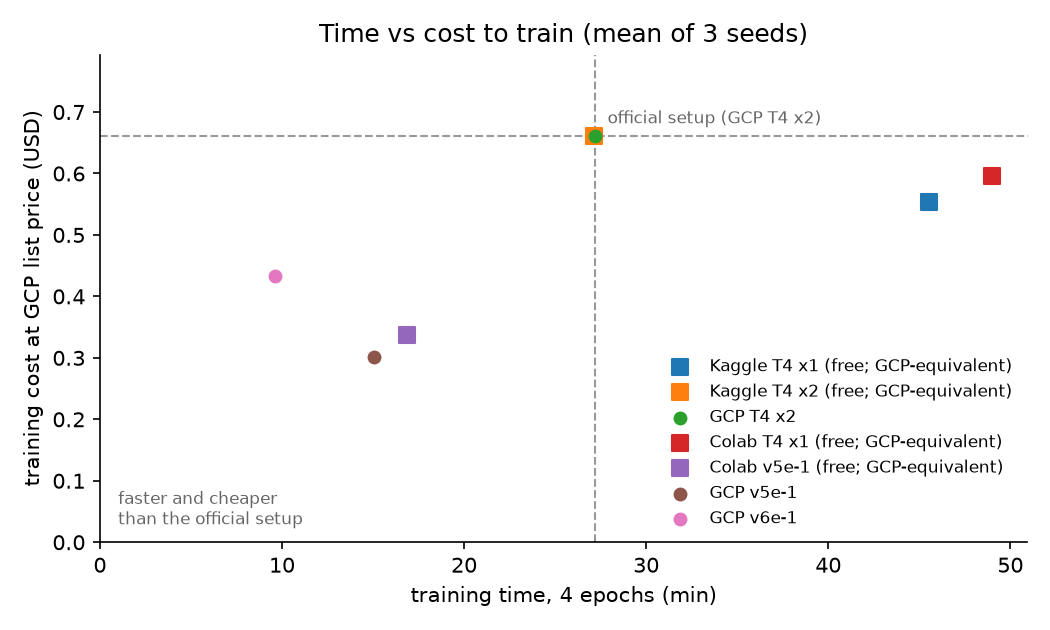 Time vs cost to train (mean of 3 seeds)
training cost at GCP list price (USD)
0.7
0.6
0.5
0.4
0.3
0.2
0.1
0.0
official setup (GCP T4 x2)
Kaggle T4 x1 (free; GCP-equivalent)
Kaggle T4 x2 (free; GCP-equivalent)
GCP T4 x2
Colab T4 x1 (free; GCP-equivalent)
Colab v5e-1 (free; GCP-equivalent)
GCP v5e-1
GCP v6e-1
faster and cheaper
than the official setup
0 10 20 30 40 50
training time, 4 epochs (min)